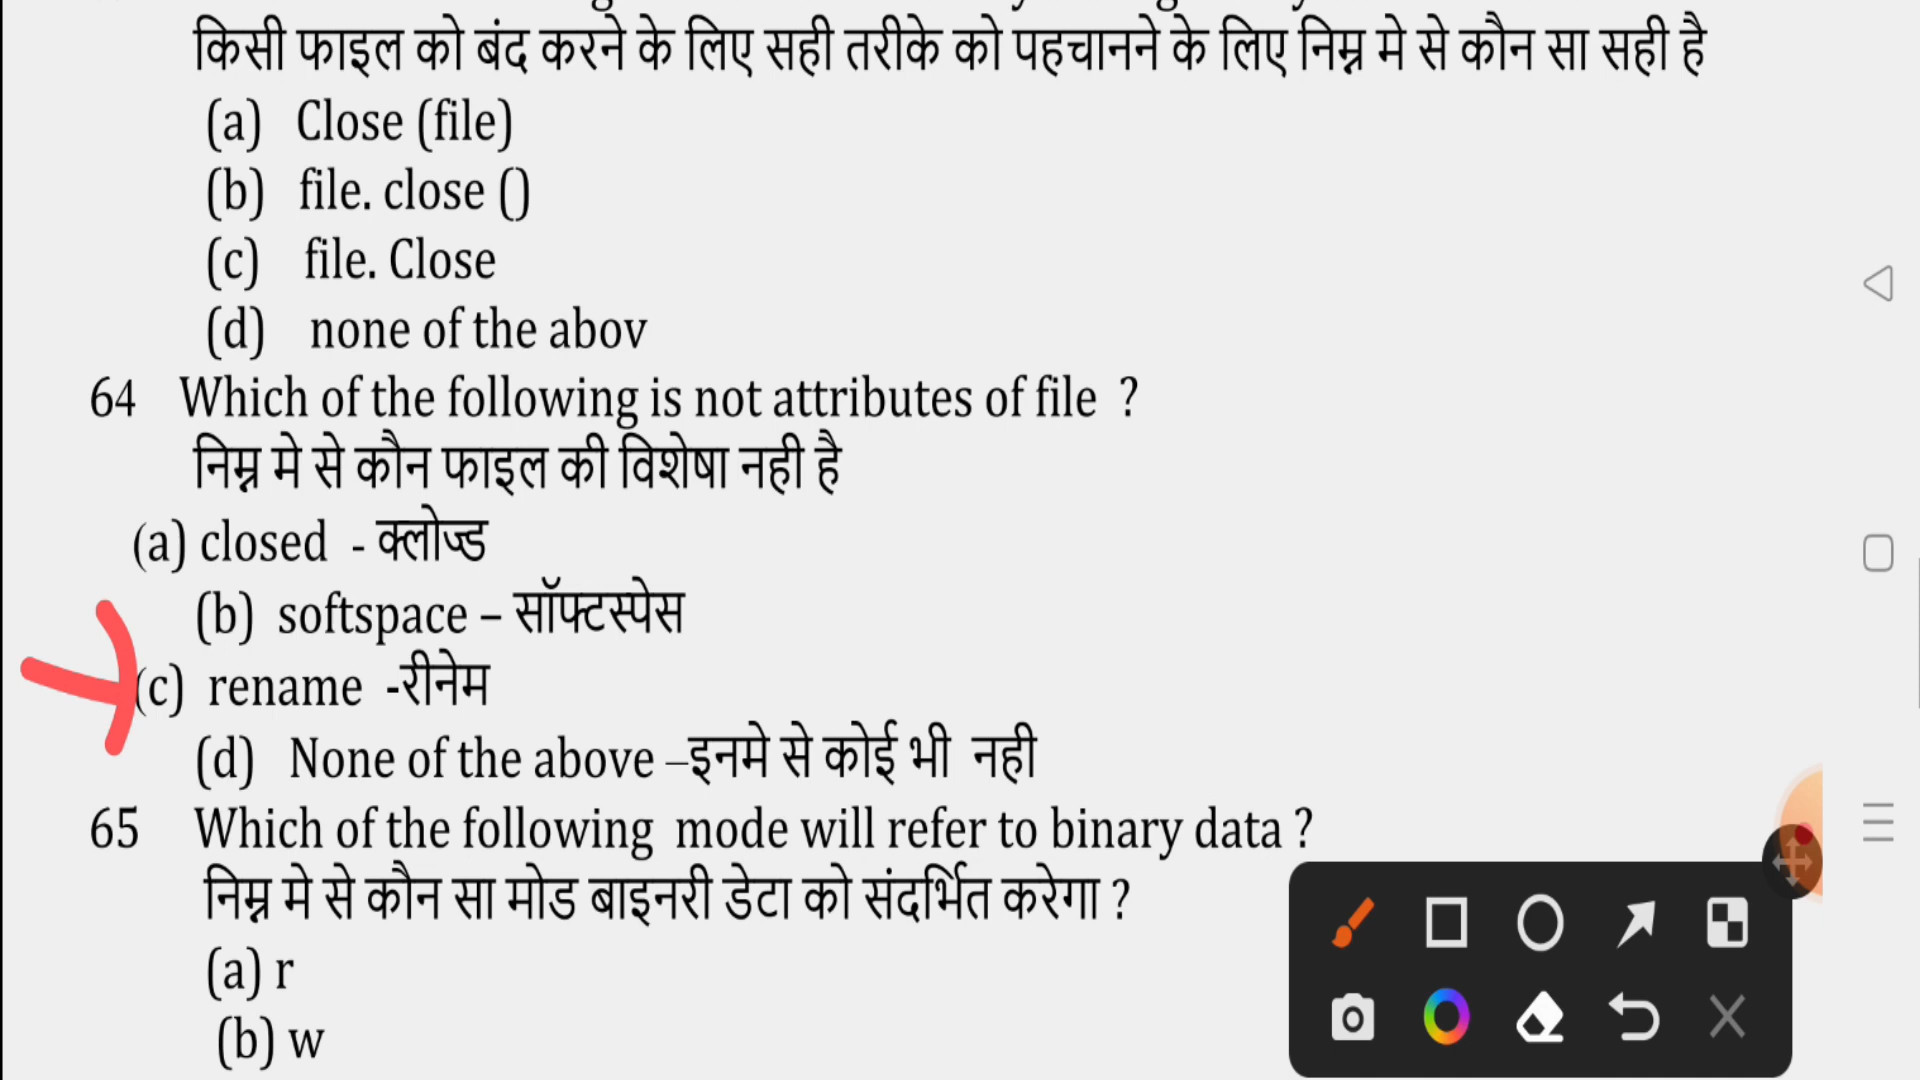 किसी फाइल को बंद करने के लिए सही तरीके को पहचानने के लिए निम्न मे से कौन सा सही है
(a) Close (file)
(b) file. close ()
(c) file. Close
(d) none of the abov
64 Which of the following is not attributes of file ?
निम्न मे से कौन फाइल की विशेषा नही है
(a) closed - क्लोज्ड
(b) softspace – सॉफ्टस्पेस
(c) rename -रीनेम
(d) None of the above –इनमे से कोई भी नही
65 Which of the following mode will refer to binary data ?
निम्न मे से कौन सा मोड बाइनरी डेटा को संदर्भित करेगा ?
(a) r
(b) w